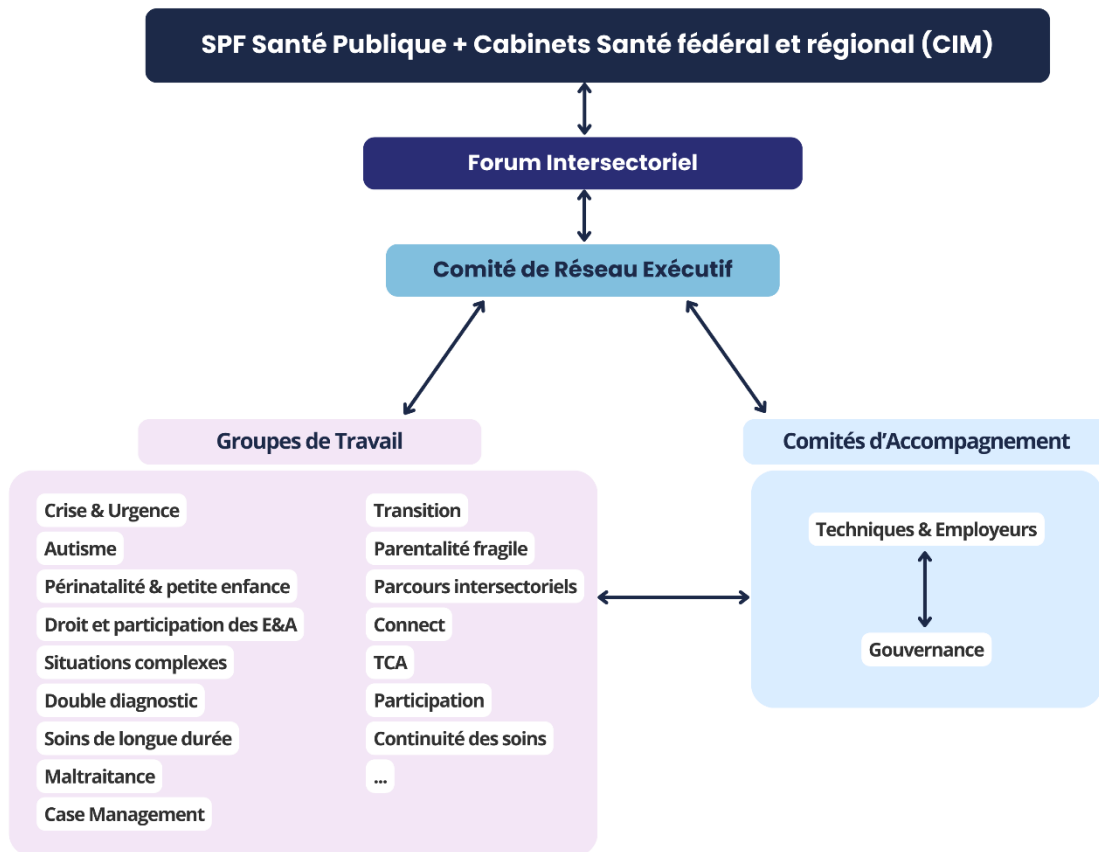 SPF Santé Publique + Cabinets Santé fédéral et régional (CIM)
Forum Intersectoriel
Comité de Réseau Exécutif
Groupes de Travail
Crise & Urgence
Autisme
Périnatalité & petite enfance
Droit et participation des E&A
Situations complexes
Double diagnostic
Soins de longue durée
Maltraitance
Case Management
Transition
Parentalité fragile
Parcours intersectoriels
Connect
TCA
Participation
Continuité des soins
...
Comités d’Accompagnement
Techniques & Employeurs
Gouvernance